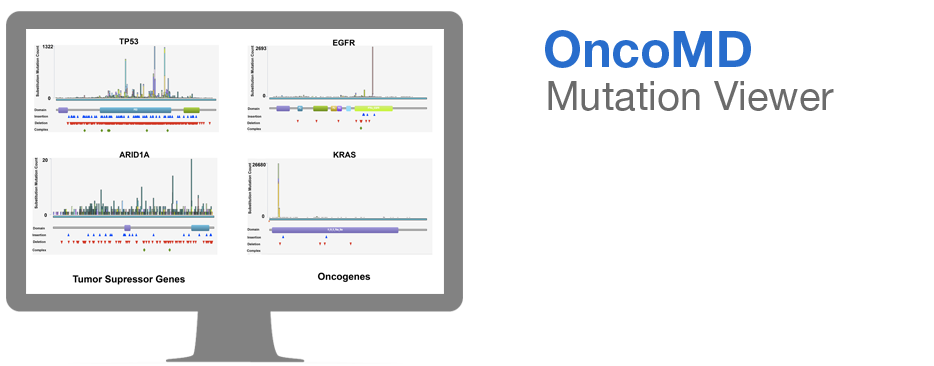 OncoMD
Mutation Viewer
TP53
1322
Substitution Mutation Count
0
Domain
Insertion
Deletion
Complex
EGFR
2693
Substitution Mutation Count
0
Domain
Insertion
Deletion
Complex
ARID1A
20
Substitution Mutation Count
0
Domain
Insertion
Deletion
Complex
KRAS
26680
Substitution Mutation Count
0
Domain
Insertion
Deletion
Complex
Tumor Supressor Genes
Oncogenes